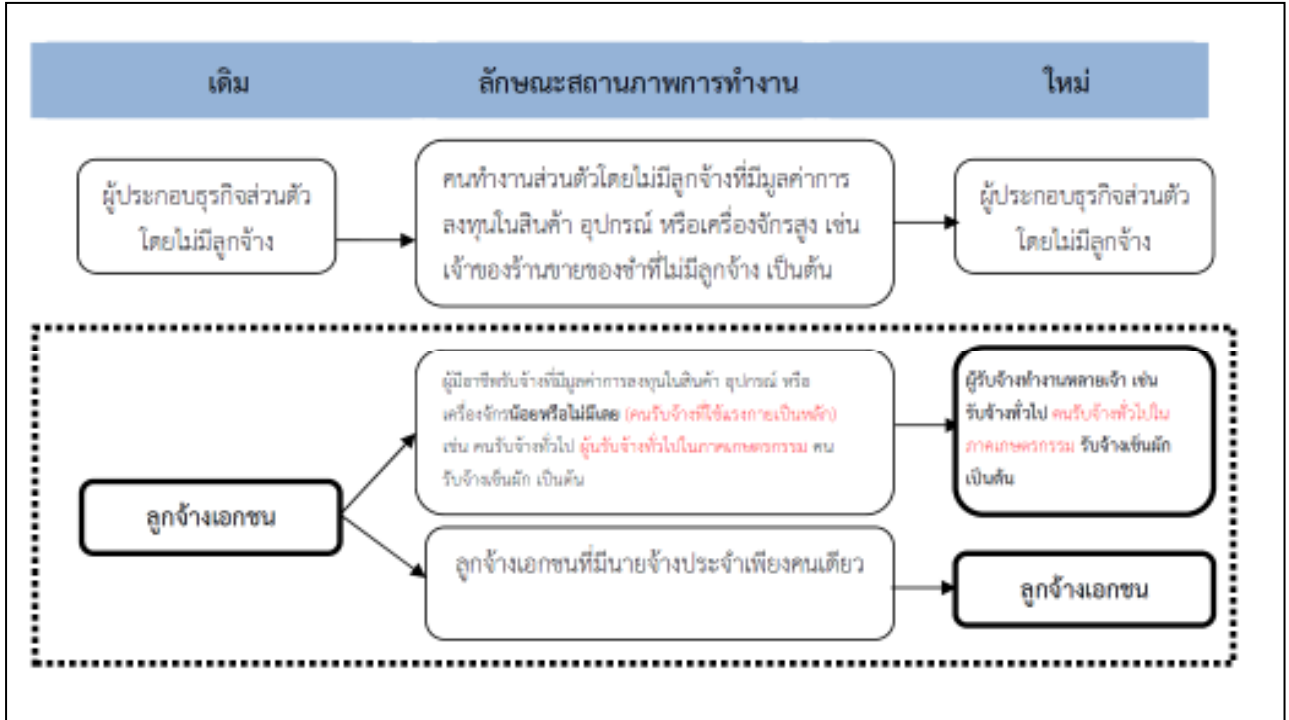 เดิม ลักษณะสถานภาพการทำงาน ใหม่
ผู้ประกอบธุรกิจส่วนตัว
โดยไม่มีลูกจ้าง
คนทำงานส่วนตัวโดยไม่มีลูกจ้างที่มีมูลค่าการ
ลงทุนในสินค้า อุปกรณ์ หรือเครื่องจักรสูง เช่น
เจ้าของร้านขายของชำที่ไม่มีลูกจ้าง เป็นต้น
ผู้ประกอบธุรกิจส่วนตัว
โดยไม่มีลูกจ้าง
ลูกจ้างเอกชน
ผู้มีอาชีพรับจ้างที่มีมูลค่าการลงทุนในสินค้า อุปกรณ์ หรือ
เครื่องจักรน้อยหรือไม่มีเลย (คนรับจ้างที่ใช้แรงกายเป็นหลัก)
เช่น คนรับจ้างทั่วไป ผู้รับจ้างทั่วไปในภาคเกษตรกรรม คน
รับจ้างเข็นผัก เป็นต้น
ผู้รับจ้างทำงานหลายเจ้า เช่น
รับจ้างทั่วไป คนรับจ้างทั่วไปใน
ภาคเกษตรกรรม รับจ้างเข็นผัก
เป็นต้น
ลูกจ้างเอกชนที่มีนายจ้างประจำเพียงคนเดียว
ลูกจ้างเอกชน